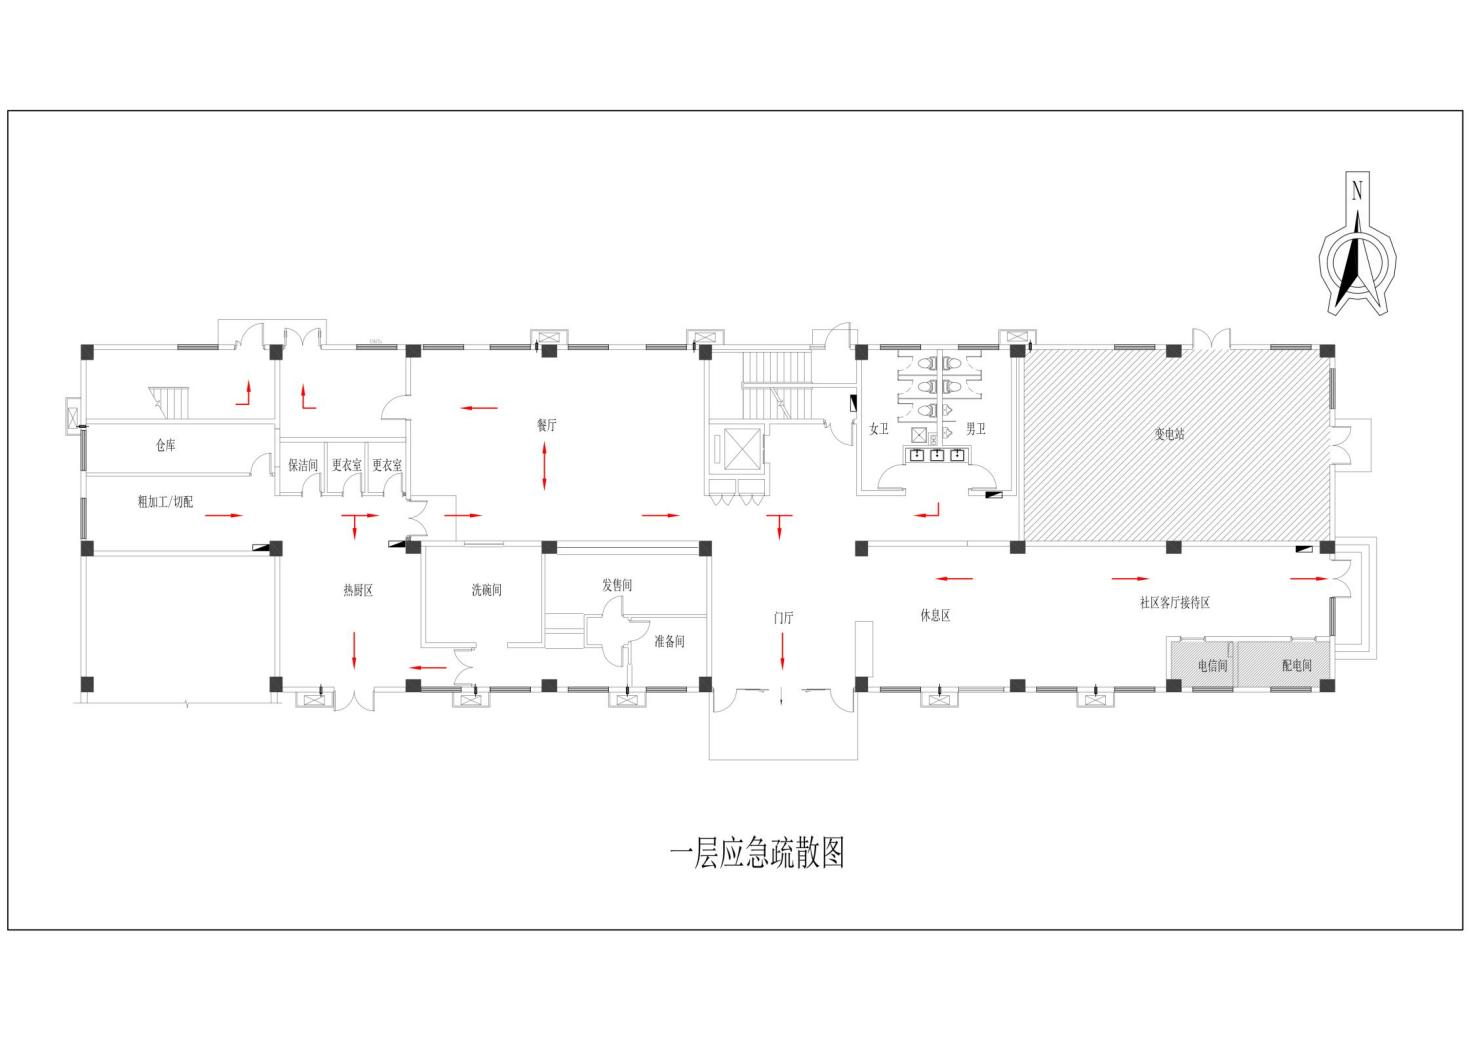 N
餐厅
女卫
男卫
变电站
仓库
保洁间
更衣室
更衣室
粗加工/切配
热厨区
洗碗间
发售间
门厅
休息区
社区客厅接待区
准备间
电信间
配电间
一层应急疏散图